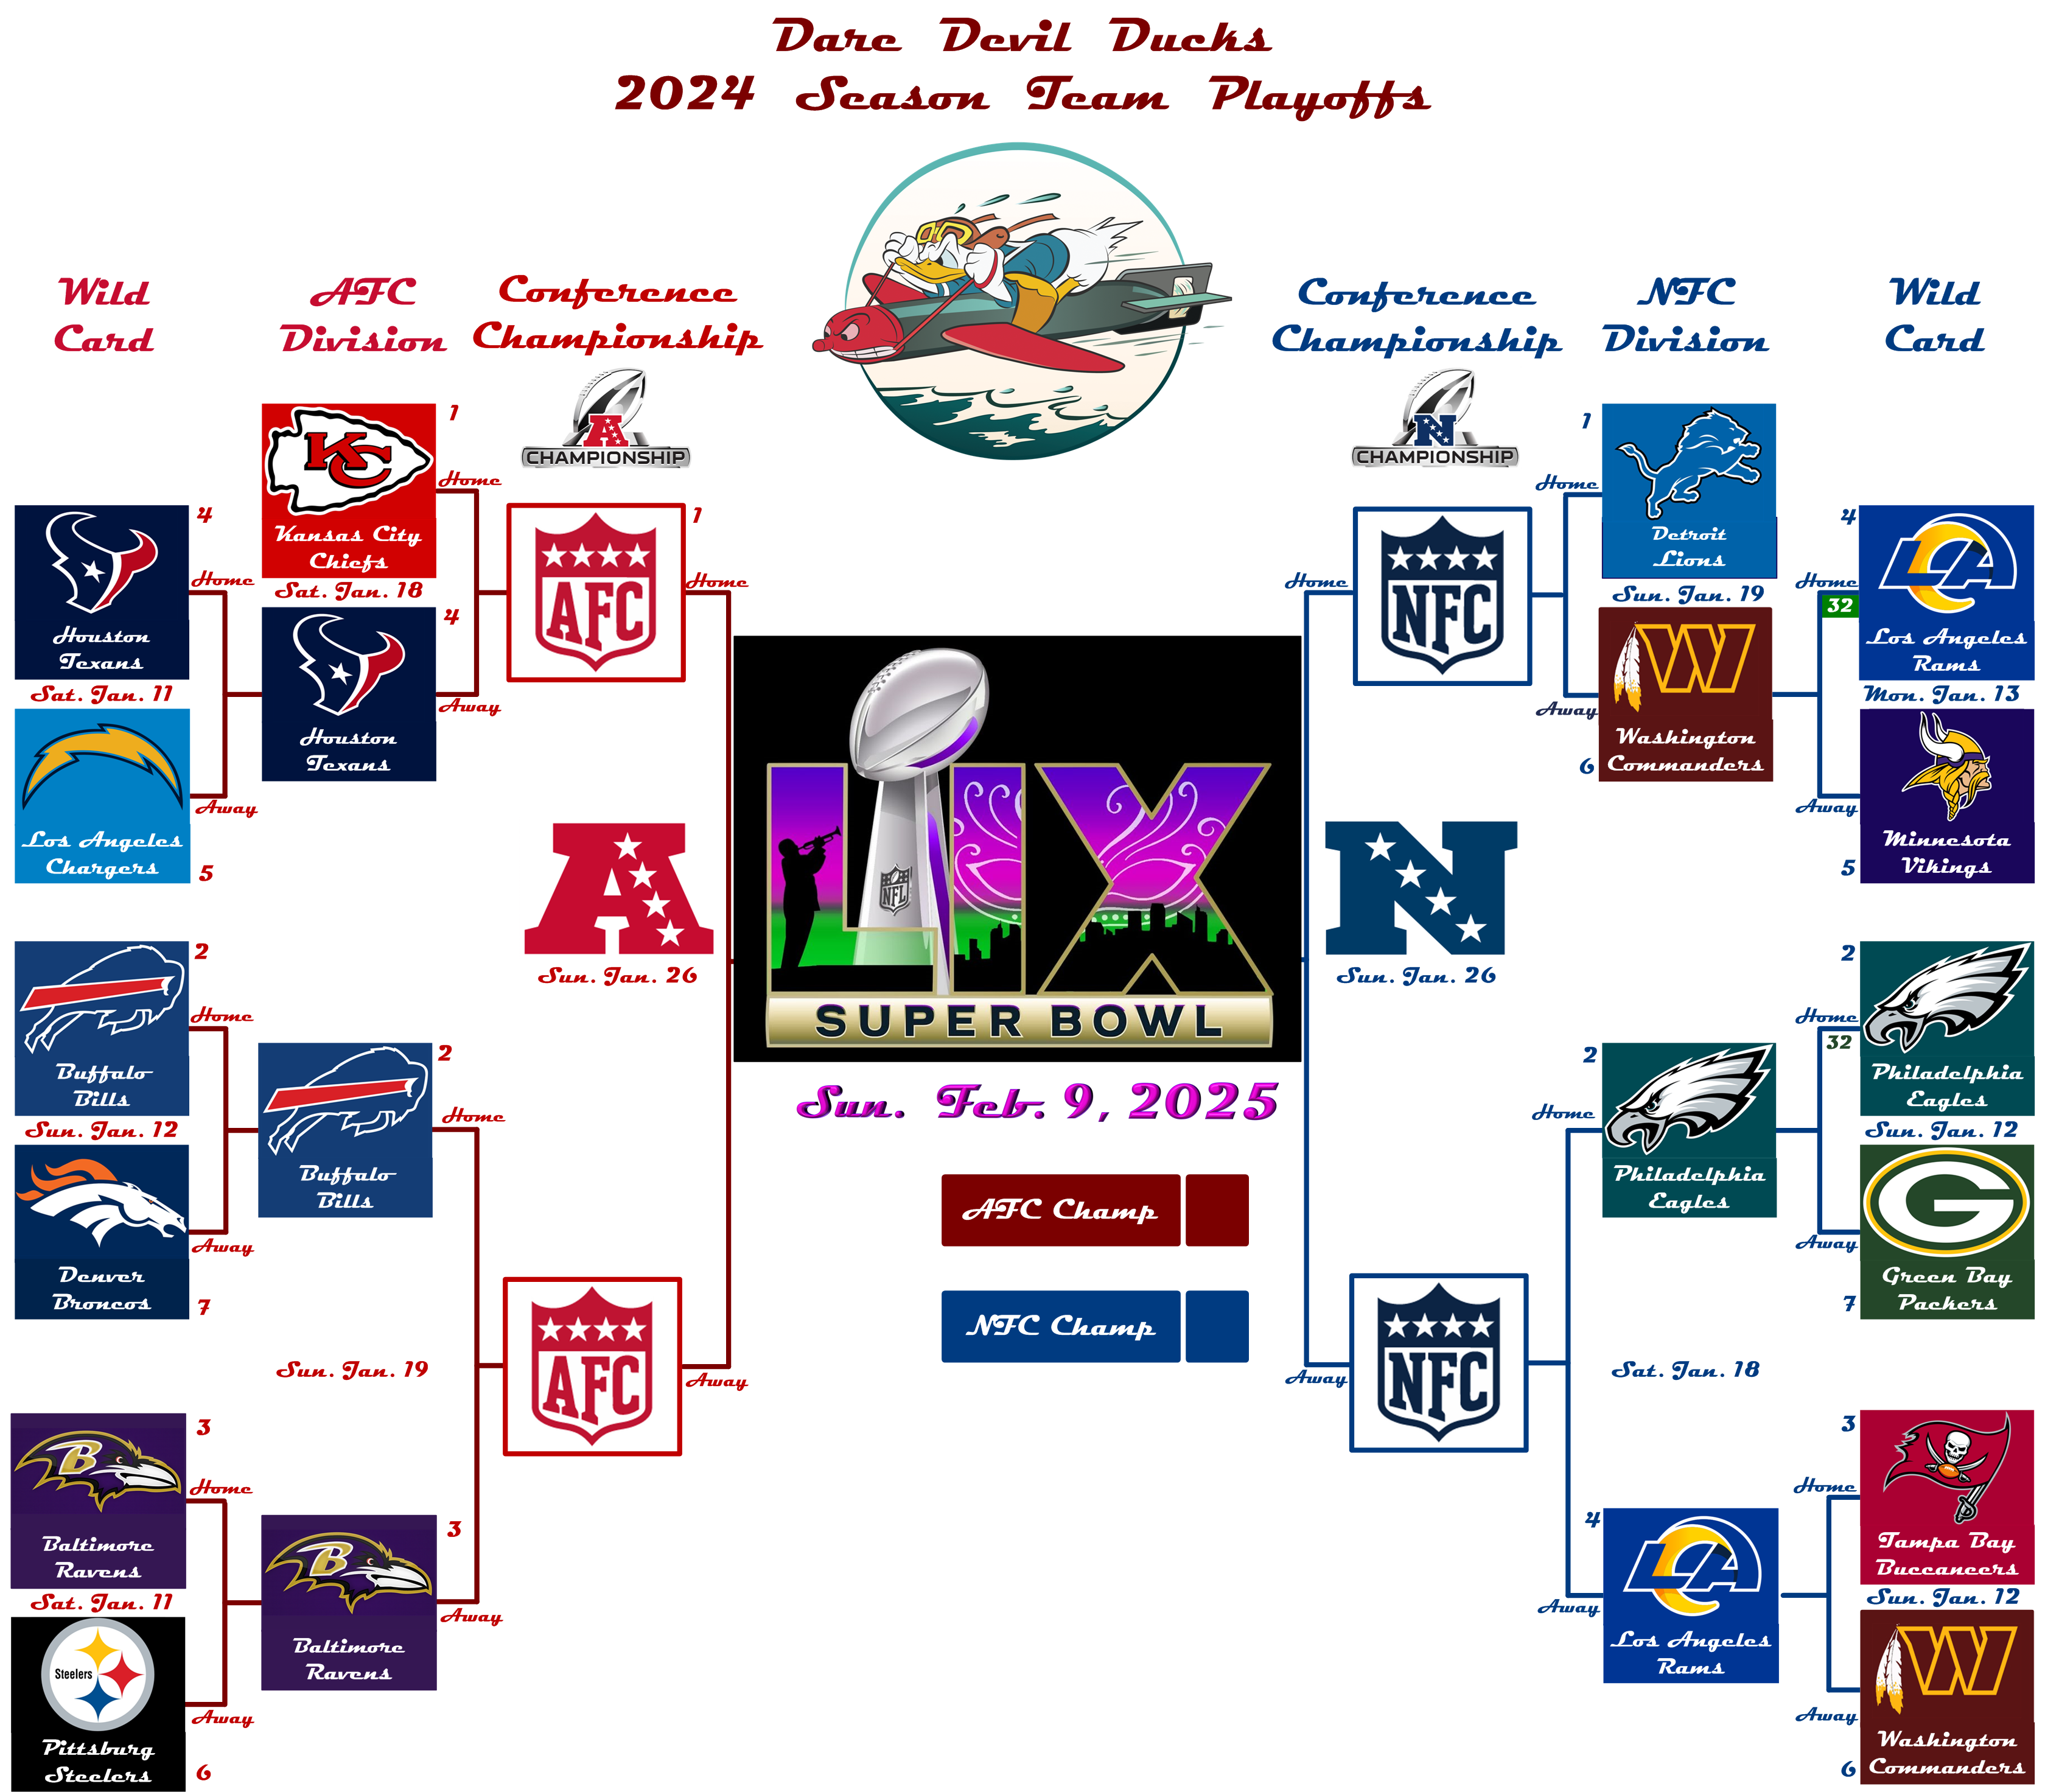 Dare Devil Ducks
2024 Season Team Playoffs
Wild
Card
AFC
Division
Conference
Championship
Conference
Championship
NFC
Division
Wild
Card
A
CHAMPIONSHIP
N
CHAMPIONSHIP
4
Home
Houston
Texans
Sat. Jan. 11
Los Angeles
Chargers
Away
5
2
Home
Buffalo
Bills
Sun. Jan. 12
Denver
Broncos
Away
7
3
B
Home
Baltimore
Ravens
Sat. Jan. 11
Steelers
Pittsburg
Steelers
Away
6
KC
1
Home
Kansas City
Chiefs
Sat. Jan. 18
4
Houston
Texans
Away
2
Home
Buffalo
Bills
Sun. Jan. 19
3
B
Baltimore
Ravens
Away
AFC
1
Home
A
Sun. Jan. 26
AFC
Away
LIX
NFL
SUPER BOWL
Sun. Feb. 9, 2025
AFC Champ
NFC Champ
Home
NFC
N
Sun. Jan. 26
Away
NFC
1
Home
Detroit
Lions
Sun. Jan. 19
W
Away
Washington
6
Commanders
2
Home
Philadelphia
Eagles
Sat. Jan. 18
4
LA
Away
Los Angeles
Rams
4
LA
Home
32
Los Angeles
Rams
Mon. Jan. 13
Away
Minnesota
5
Vikings
2
Home
32
Philadelphia
Eagles
Sun. Jan. 12
G
Away
Green Bay
7
Packers
3
Home
Tampa Bay
Buccaneers
Sun. Jan. 12
W
Away
Washington
6
Commanders